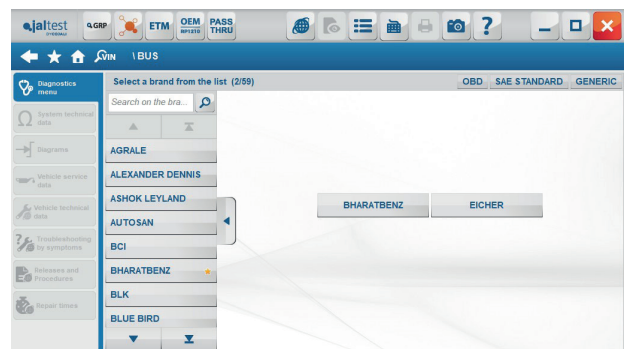 jaltest
GRP
ETM
OEM
RP1210
PASS
THRU
?
VIN \ BUS
Diagnostics
menu
System technical
data
Diagrams
Vehicle service
data
Vehicle technical
data
Troubleshooting
by symptoms
Releases and
Procedures
Repair times
Select a brand from the list (2/59)
OBD SAE STANDARD GENERIC
Search on the bra...
AGRALE
ALEXANDER DENNIS
ASHOK LEYLAND
AUTOSAN
BCI
BHARATBENZ
BLK
BLUE BIRD
BHARATBENZ EICHER